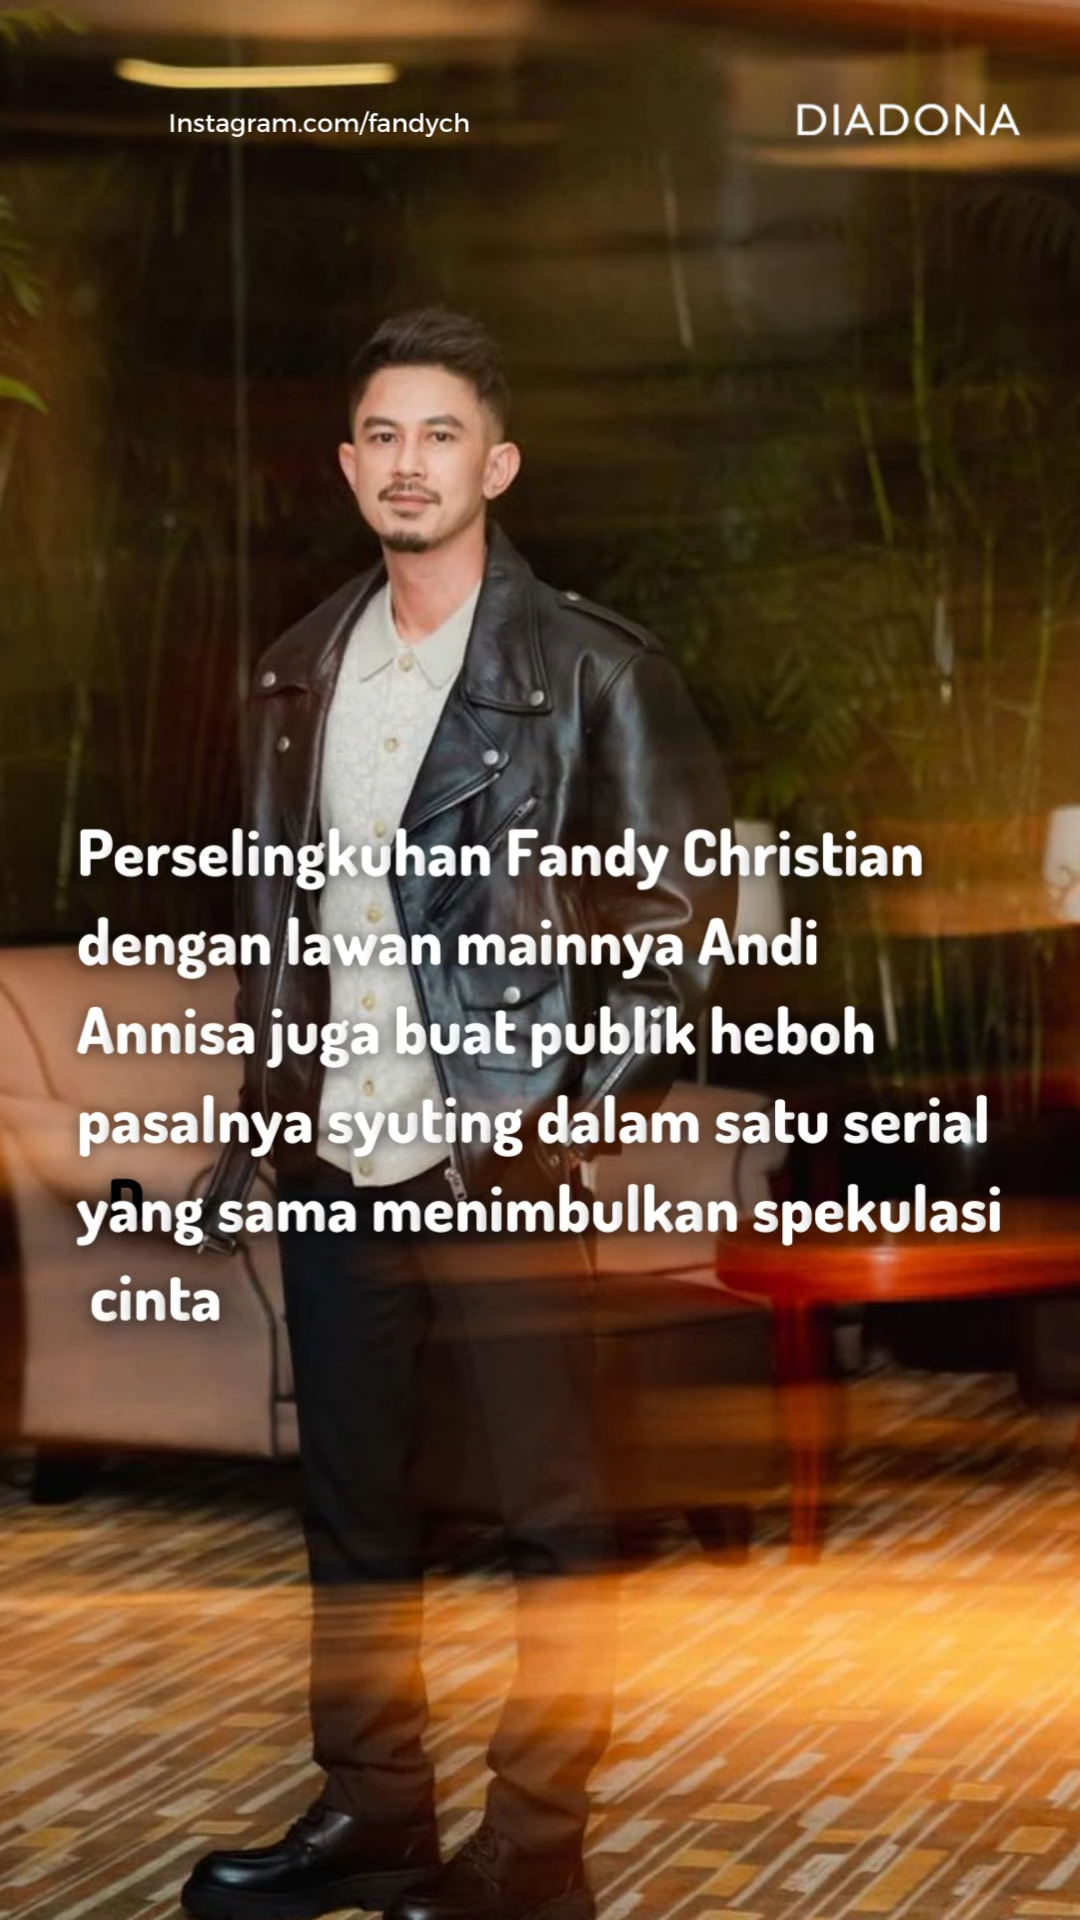 Instagram.com/fandych
DIADONA
Perselingkuhan Fandy Christian
dengan lawan mainnya Andi
Annisa juga buat publik heboh
pasalnya syuting dalam satu serial
n
yang sama menimbulkan spekulasi
cinta